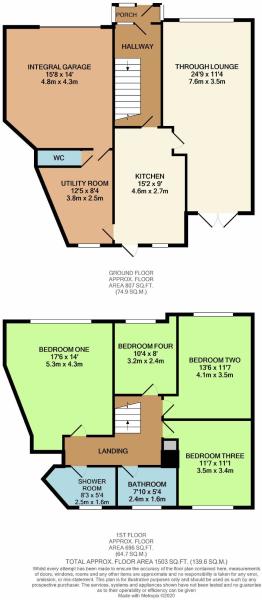 PORCH
HALLWAY
INTEGRAL GARAGE
15'8 x 14'
4.8m x 4.3m
THROUGH LOUNGE
24'9 x 11'4
7.6m x 3.5m
WC
KITCHEN
15'2 x 9'
4.6m x 2.7m
UTILITY ROOM
12'5 x 8'4
3.8m x 2.5m
GROUND FLOOR
APPROX. FLOOR
AREA 807 SQ.FT.
(74.9 SQ.M.)
BEDROOM ONE
17'6 x 14'
5.3m x 4.3m
BEDROOM FOUR
10'4 x 8'
3.2m x 2.4m
BEDROOM TWO
13'6 x 11'7
4.1m x 3.5m
LANDING
BEDROOM THREE
11'7 x 11'1
3.5m x 3.4m
SHOWER
ROOM
8'3 x 5'4
2.5m x 1.6m
BATHROOM
7'10 x 5'4
2.4m x 1.6m
1ST FLOOR
APPROX. FLOOR
AREA 696 SQ.FT.
(64.7 SQ.M.)
TOTAL APPROX. FLOOR AREA 1503 SQ.FT. (139.6 SQ.M.)
Whilst every attempt has been made to ensure the accuracy of the floor plan contained here, measurements
of doors, windows, rooms and any other items are approximate and no responsibility is taken for any error,
omission, or mis-statement. This plan is for illustrative purposes only and should be used as such by any
prospective purchaser. The services, systems and appliances shown have not been tested and no guarantee
as to their operability or efficiency can be given
Made with Metropix ©2020